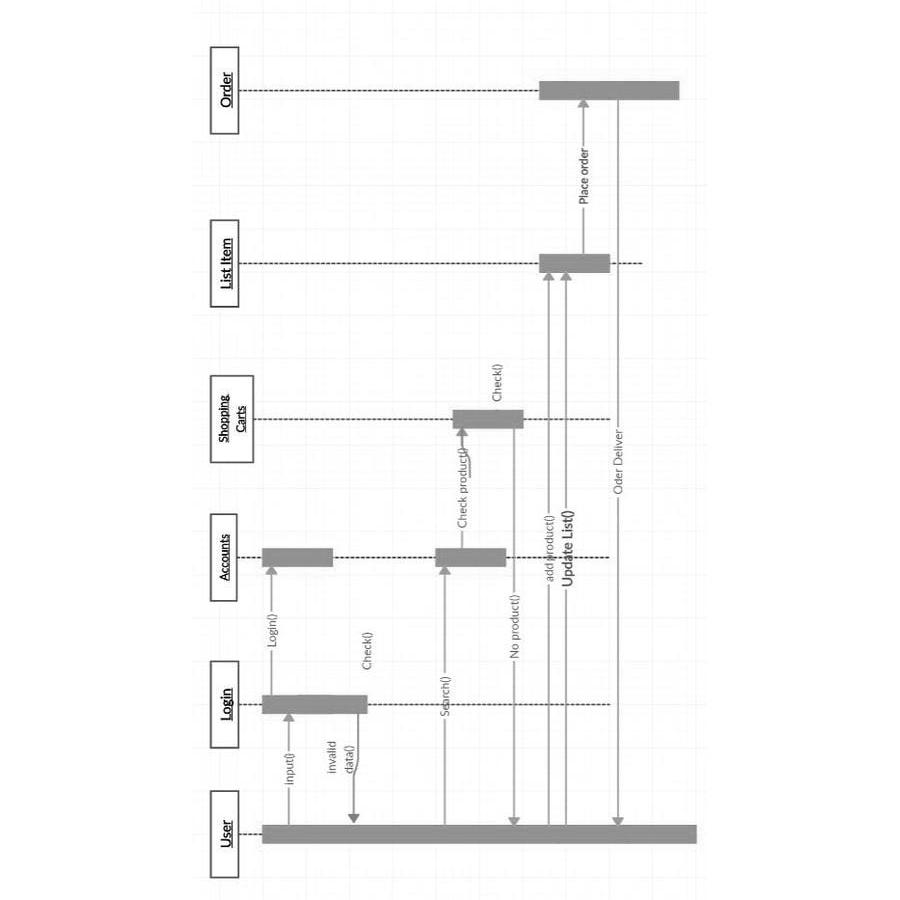 User
Login
Accounts
Shopping
Carts
List Item
Order
Login()
input()
Check()
invalid
data()
Search()
Check product()
Check()
No product()
add product()
Update List()
Place order
Oder Deliver